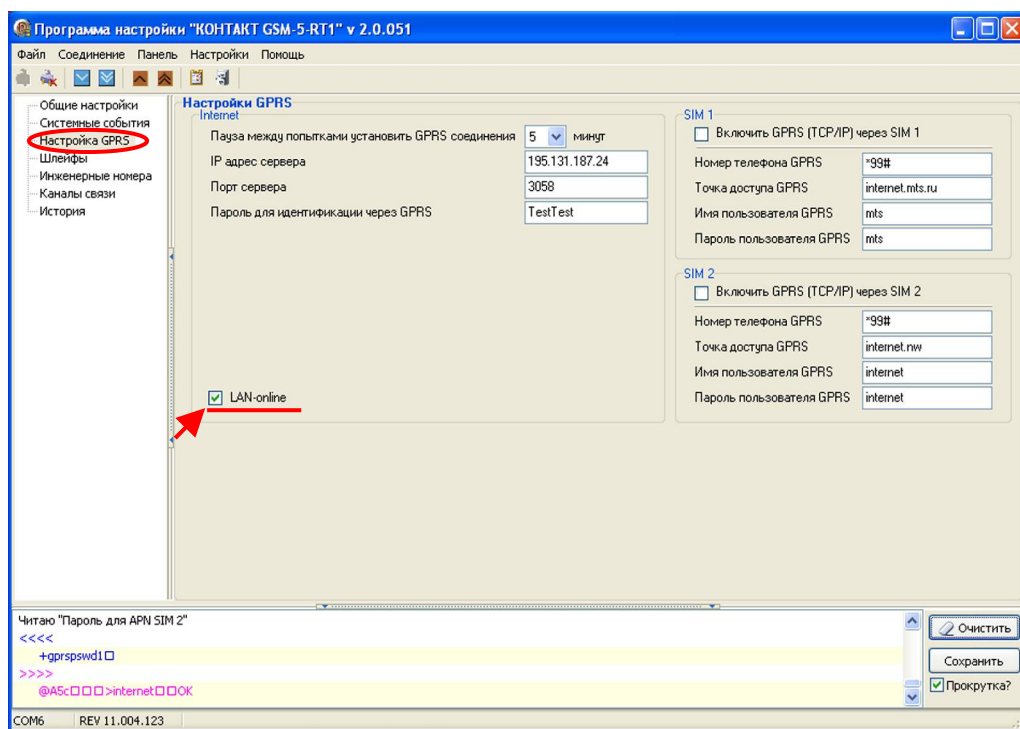 Программа настройки "КОНТАКТ GSM-5-RT1" v 2.0.051
Файл Соединение Панель Настройки Помощь
Общие настройки
Системные события
Настройка GPRS
Шлейфы
Инженерные номера
Каналы связи
История
Настройки GPRS
Internet
Пауза между попытками установить GPRS соединения 5 минут
IP адрес сервера 195.131.187.24
Порт сервера 3058
Пароль для идентификации через GPRS TestTest
LAN-online
SIM 1
Включить GPRS (TCP/IP) через SIM 1
Номер телефона GPRS *99#
Точка доступа GPRS internet.mts.ru
Имя пользователя GPRS mts
Пароль пользователя GPRS mts
SIM 2
Включить GPRS (TCP/IP) через SIM 2
Номер телефона GPRS *99#
Точка доступа GPRS internet.nw
Имя пользователя GPRS internet
Пароль пользователя GPRS internet
Читаю "Пароль для APN SIM 2"
<<<<
+gprspswd1□
>>>>
@A5c□□□>internet□□OK
Очистить
Сохранить
Прокрутка?
COM6 REV 11.004.123